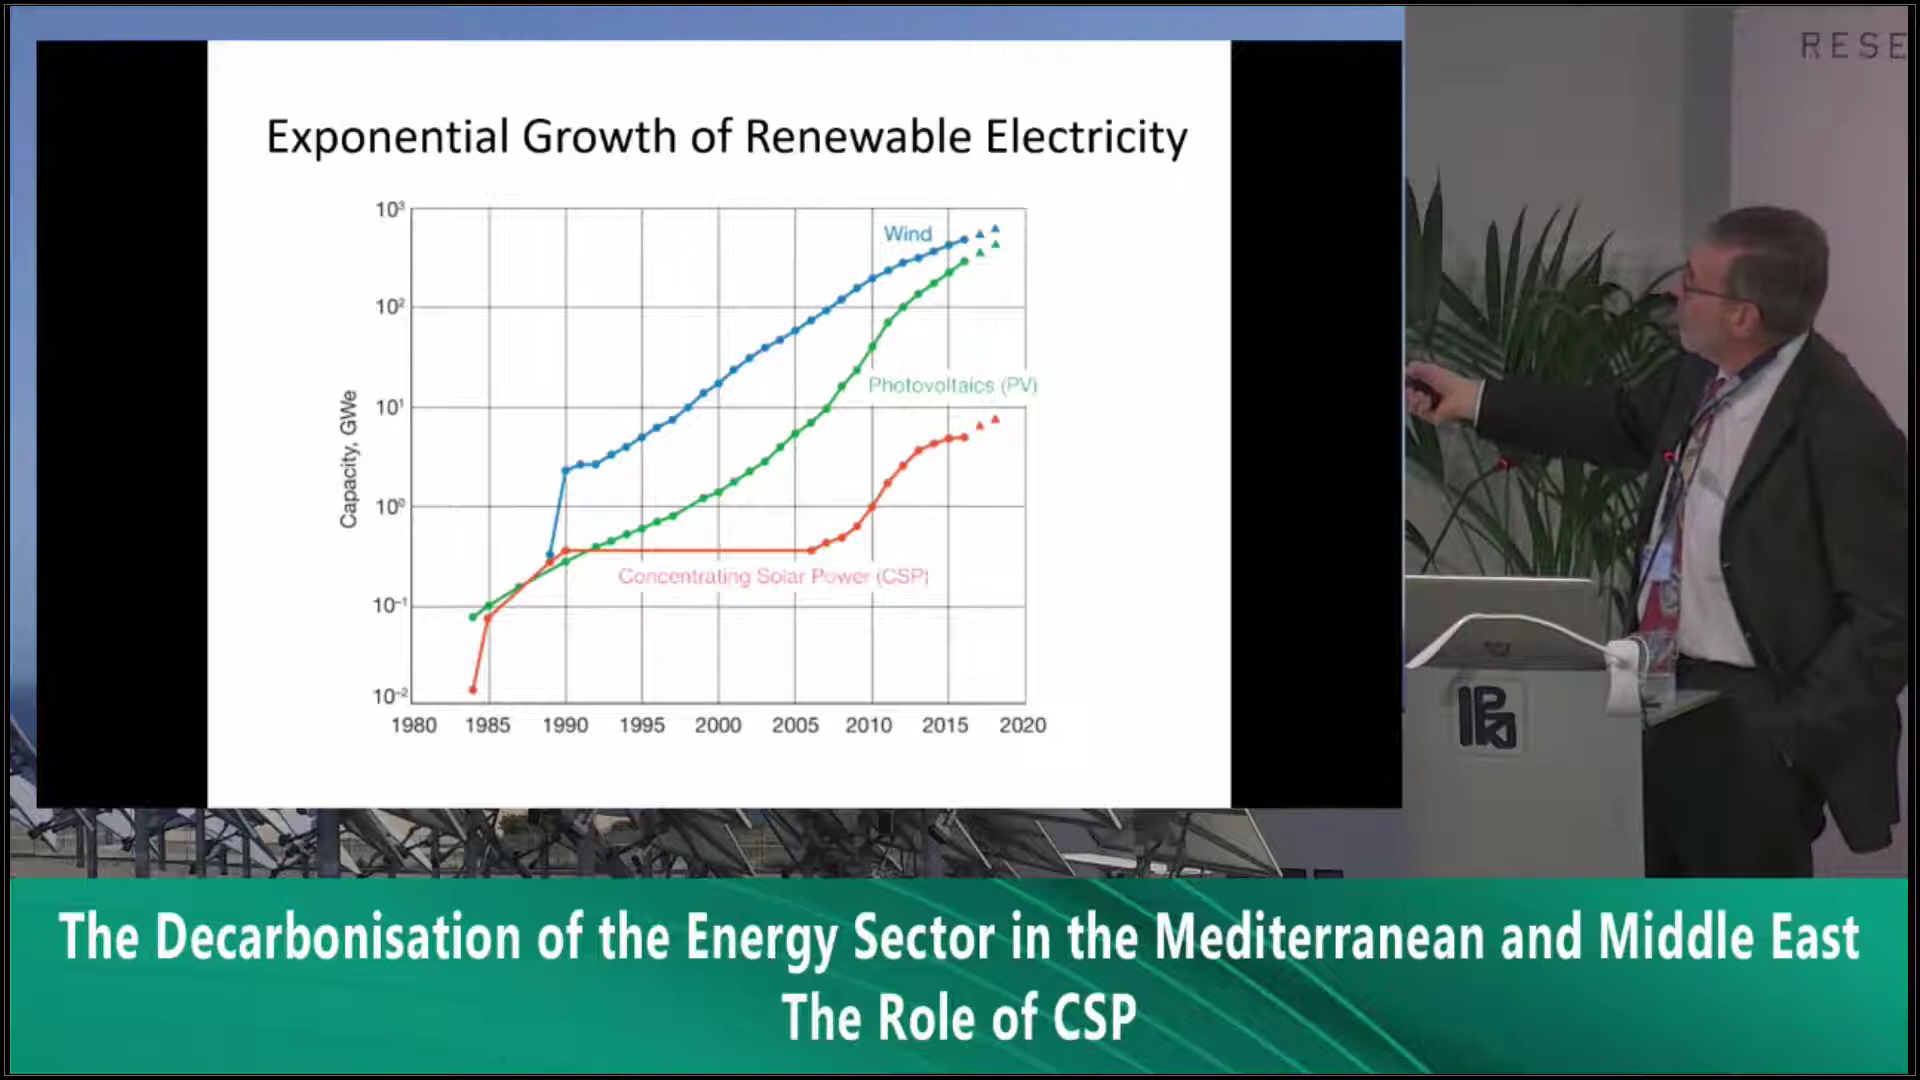 RESE
Exponential Growth of Renewable Electricity
10³
10²
10¹
10⁰
10⁻¹
10⁻²
Capacity, GWe
Wind
Photovoltaics (PV)
Concentrating Solar Power (CSP)
1980 1985 1990 1995 2000 2005 2010 2015 2020
The Decarbonisation of the Energy Sector in the Mediterranean and Middle East
The Role of CSP